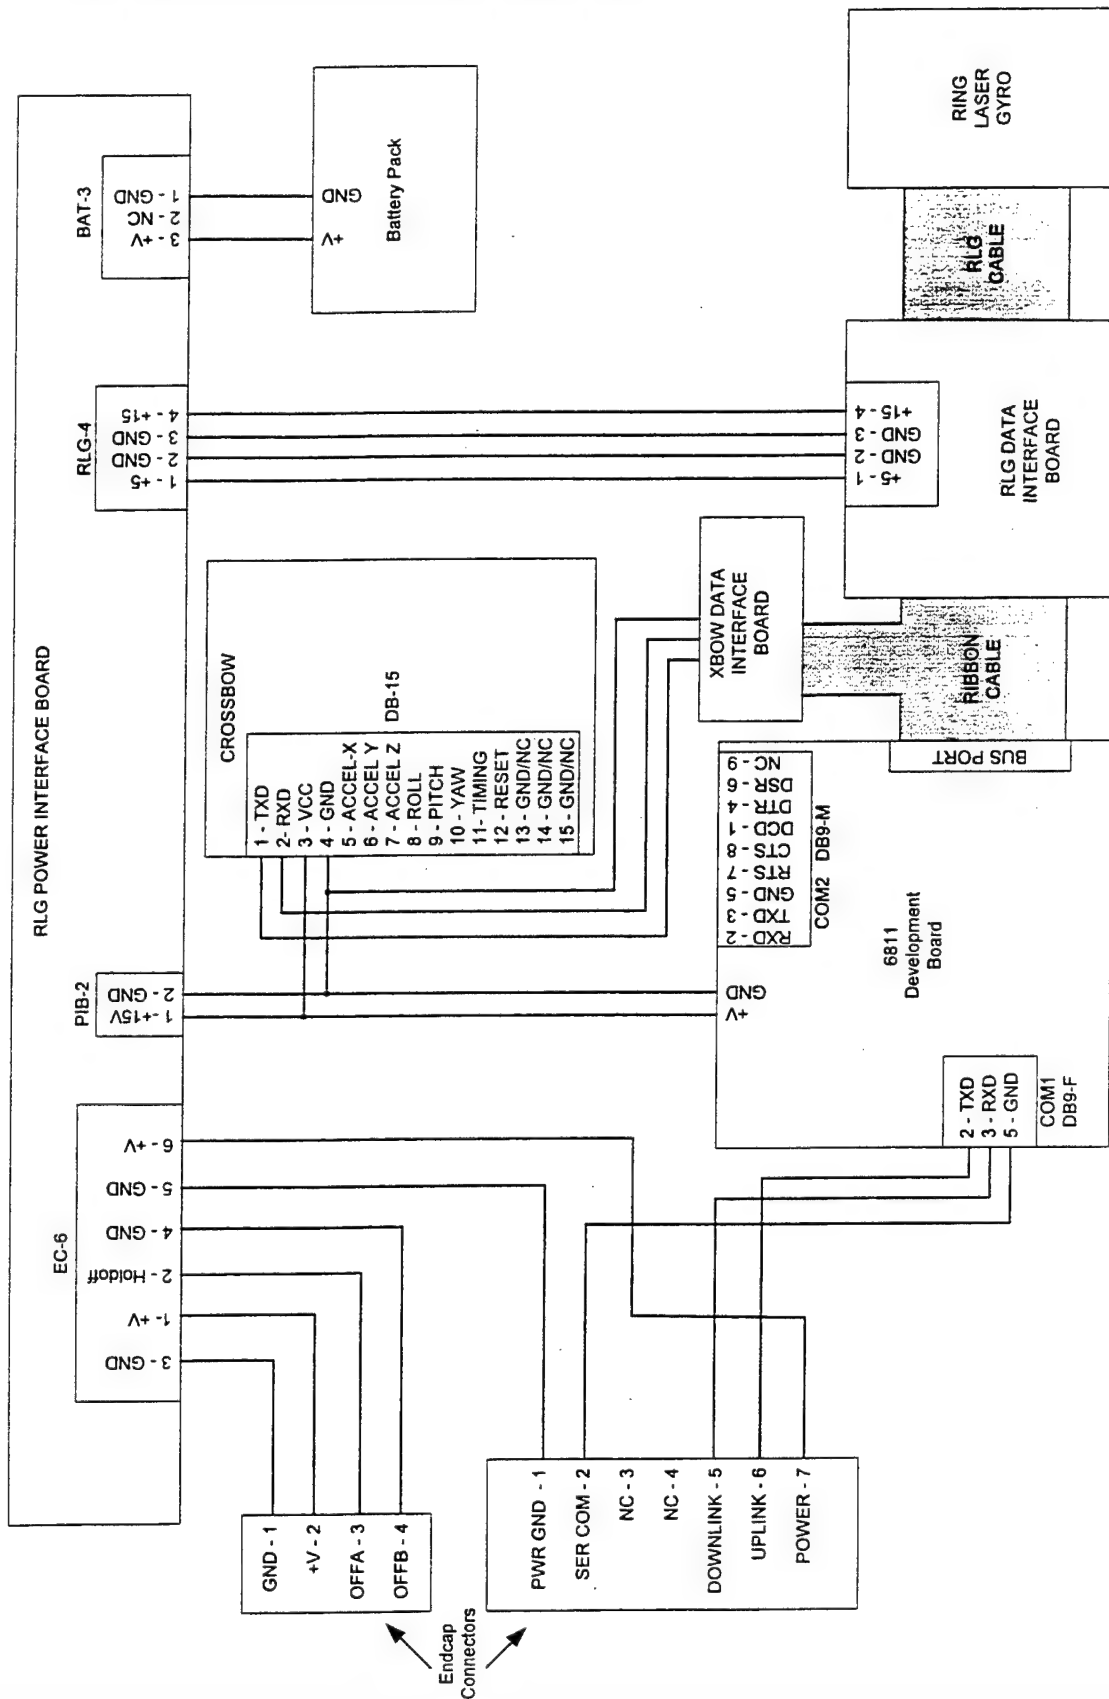 RLG POWER INTERFACE BOARD
EC-6
3 - GND
1- +V
2 - Holdoff
4 - GND
5 - GND
6 - +V
PIB-2
1 -+15V
2 - GND
RLG-4
1 - +5
2 - GND
3 - GND
4 - +15
BAT-3
3 - +V
2 - NC
1 - GND
+V
GND
Battery Pack
CROSSBOW
DB-15
1 - TXD
2- RXD
3 - VCC
4 - GND
5 - ACCEL-X
6 - ACCEL Y
7 - ACCEL Z
8 - ROLL
9 - PITCH
10 - YAW
11 - TIMING
12 - RESET
13 - GND/NC
14 - GND/NC
15 - GND/NC
GND - 1
+V - 2
OFFA - 3
OFFB - 4
Endcap
Connectors
PWR GND - 1
SER COM - 2
NC - 3
NC - 4
DOWNLINK - 5
UPLINK - 6
POWER - 7
+V
GND
RXD - 2
TXD - 3
GND - 5
RTS - 7
CTS - 8
DCD - 1
DTR - 4
DSR - 6
NC - 9
COM2 DB9-M
6811
Development
Board
2 - TXD
3 - RXD
5 - GND
COM1
DB9-F
BUS PORT
XBOW DATA
INTERFACE
BOARD
RIBBON
CABLE
+5 - 1
GND - 2
GND - 3
+15 - 4
RLG DATA
INTERFACE
BOARD
RLG
CABLE
RING
LASER
GYRO